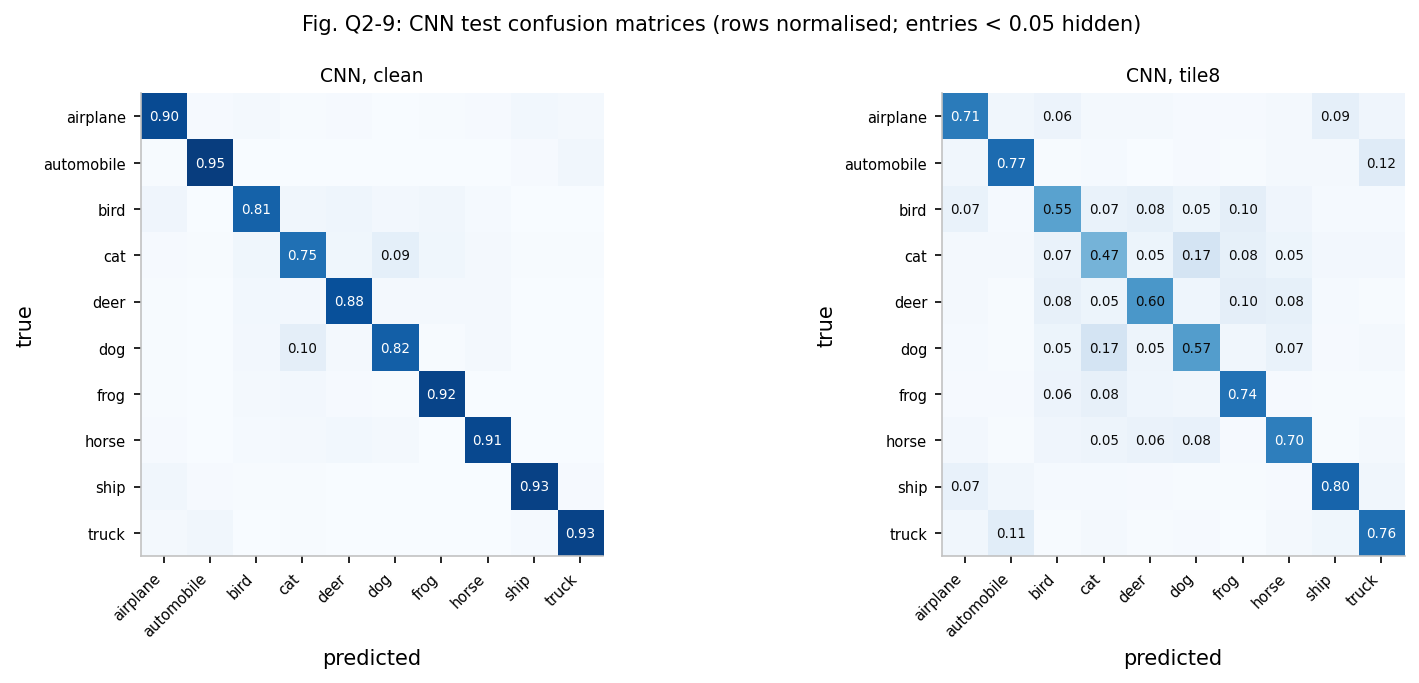 Fig. Q2-9: CNN test confusion matrices (rows normalised; entries < 0.05 hidden)
CNN, clean
true
airplane 0.90
automobile 0.95
bird 0.81
cat 0.75 0.09
deer 0.88
dog 0.10 0.82
frog 0.92
horse 0.91
ship 0.93
truck 0.93
airplane automobile bird cat deer dog frog horse ship truck
predicted
CNN, tile8
true
airplane 0.71 0.06 0.09
automobile 0.77 0.12
bird 0.07 0.55 0.07 0.08 0.05 0.10
cat 0.07 0.47 0.05 0.17 0.08 0.05
deer 0.08 0.05 0.60 0.10 0.08
dog 0.05 0.17 0.05 0.57 0.07
frog 0.06 0.08 0.74
horse 0.05 0.06 0.08 0.70
ship 0.07 0.80
truck 0.11 0.76
airplane automobile bird cat deer dog frog horse ship truck
predicted